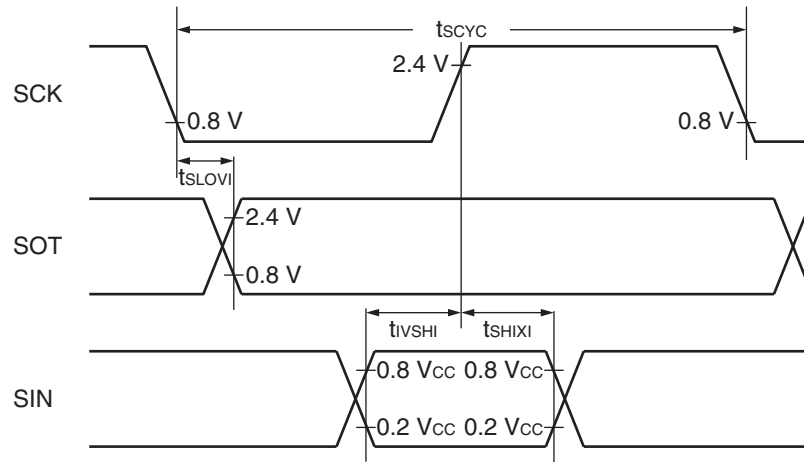 tSCYC
SCK
2.4 V
0.8 V
0.8 V
tSLOVI
SOT
2.4 V
0.8 V
tIVSHI
tSHIXI
SIN
0.8 VCC
0.8 VCC
0.2 VCC
0.2 VCC